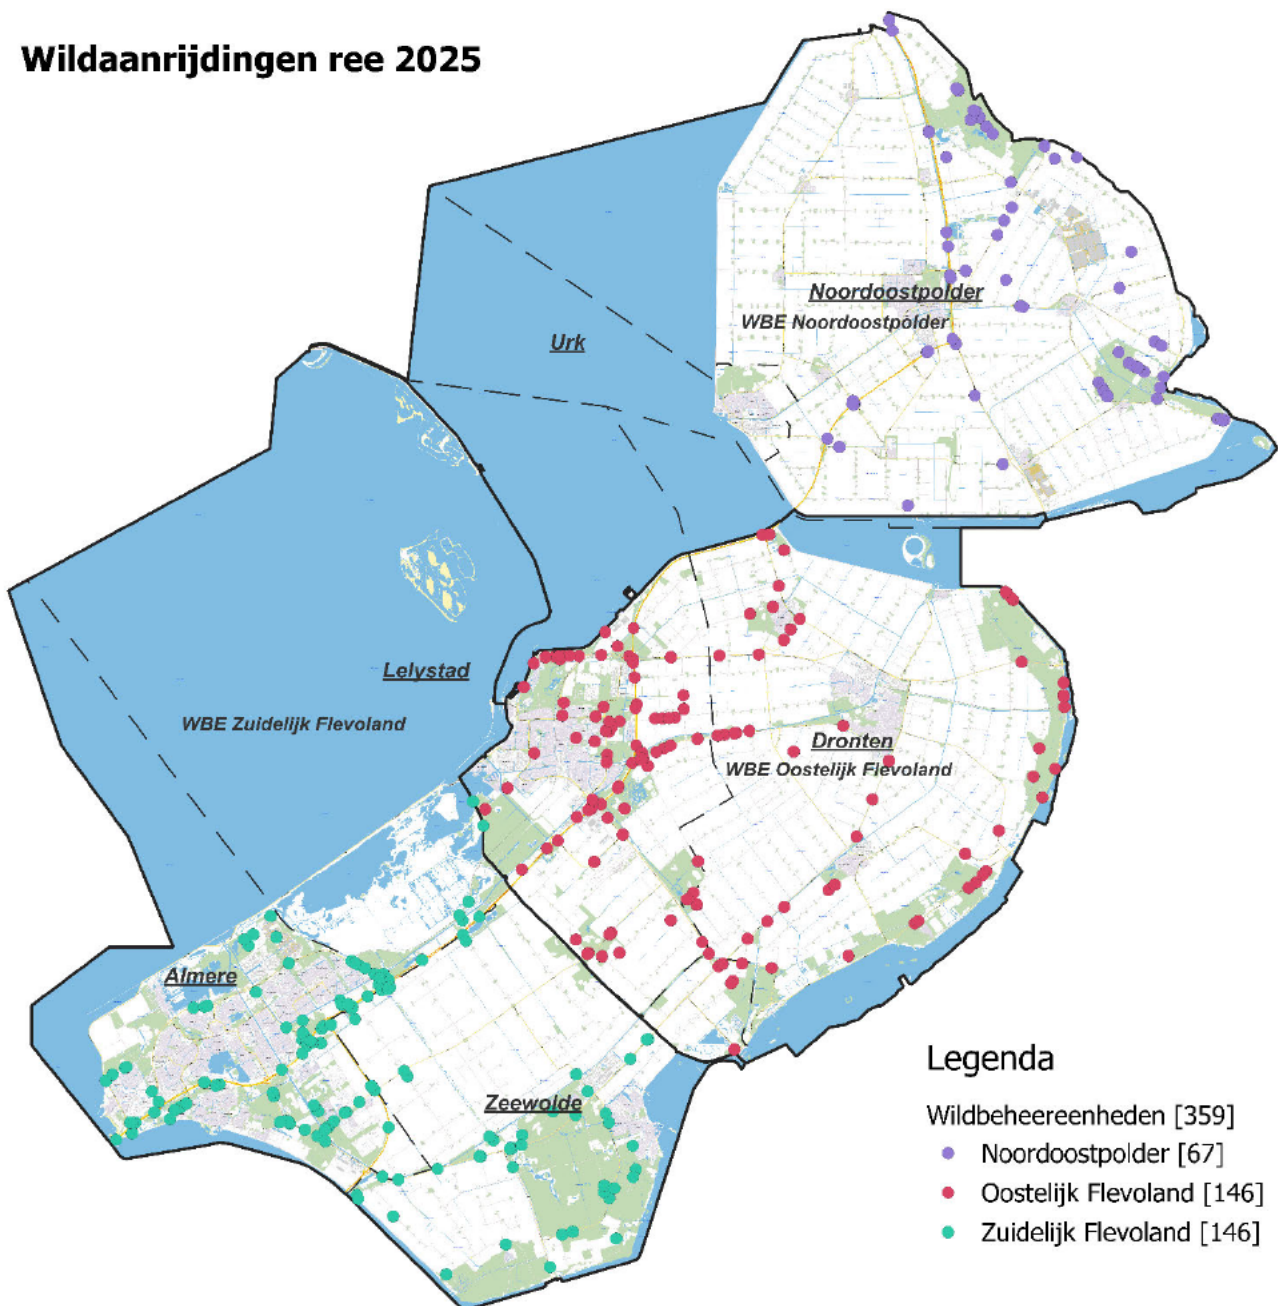 Wildaanrijdingen ree 2025
Noordoostpolder
WBE Noordoostpolder
Urk
Lelystad
WBE Zuidelijk Flevoland
Dronten
WBE Oostelijk Flevoland
Almere
Zeewolde
Legenda
Wildbeheereenheden [359]
Noordoostpolder [67]
Oostelijk Flevoland [146]
Zuidelijk Flevoland [146]